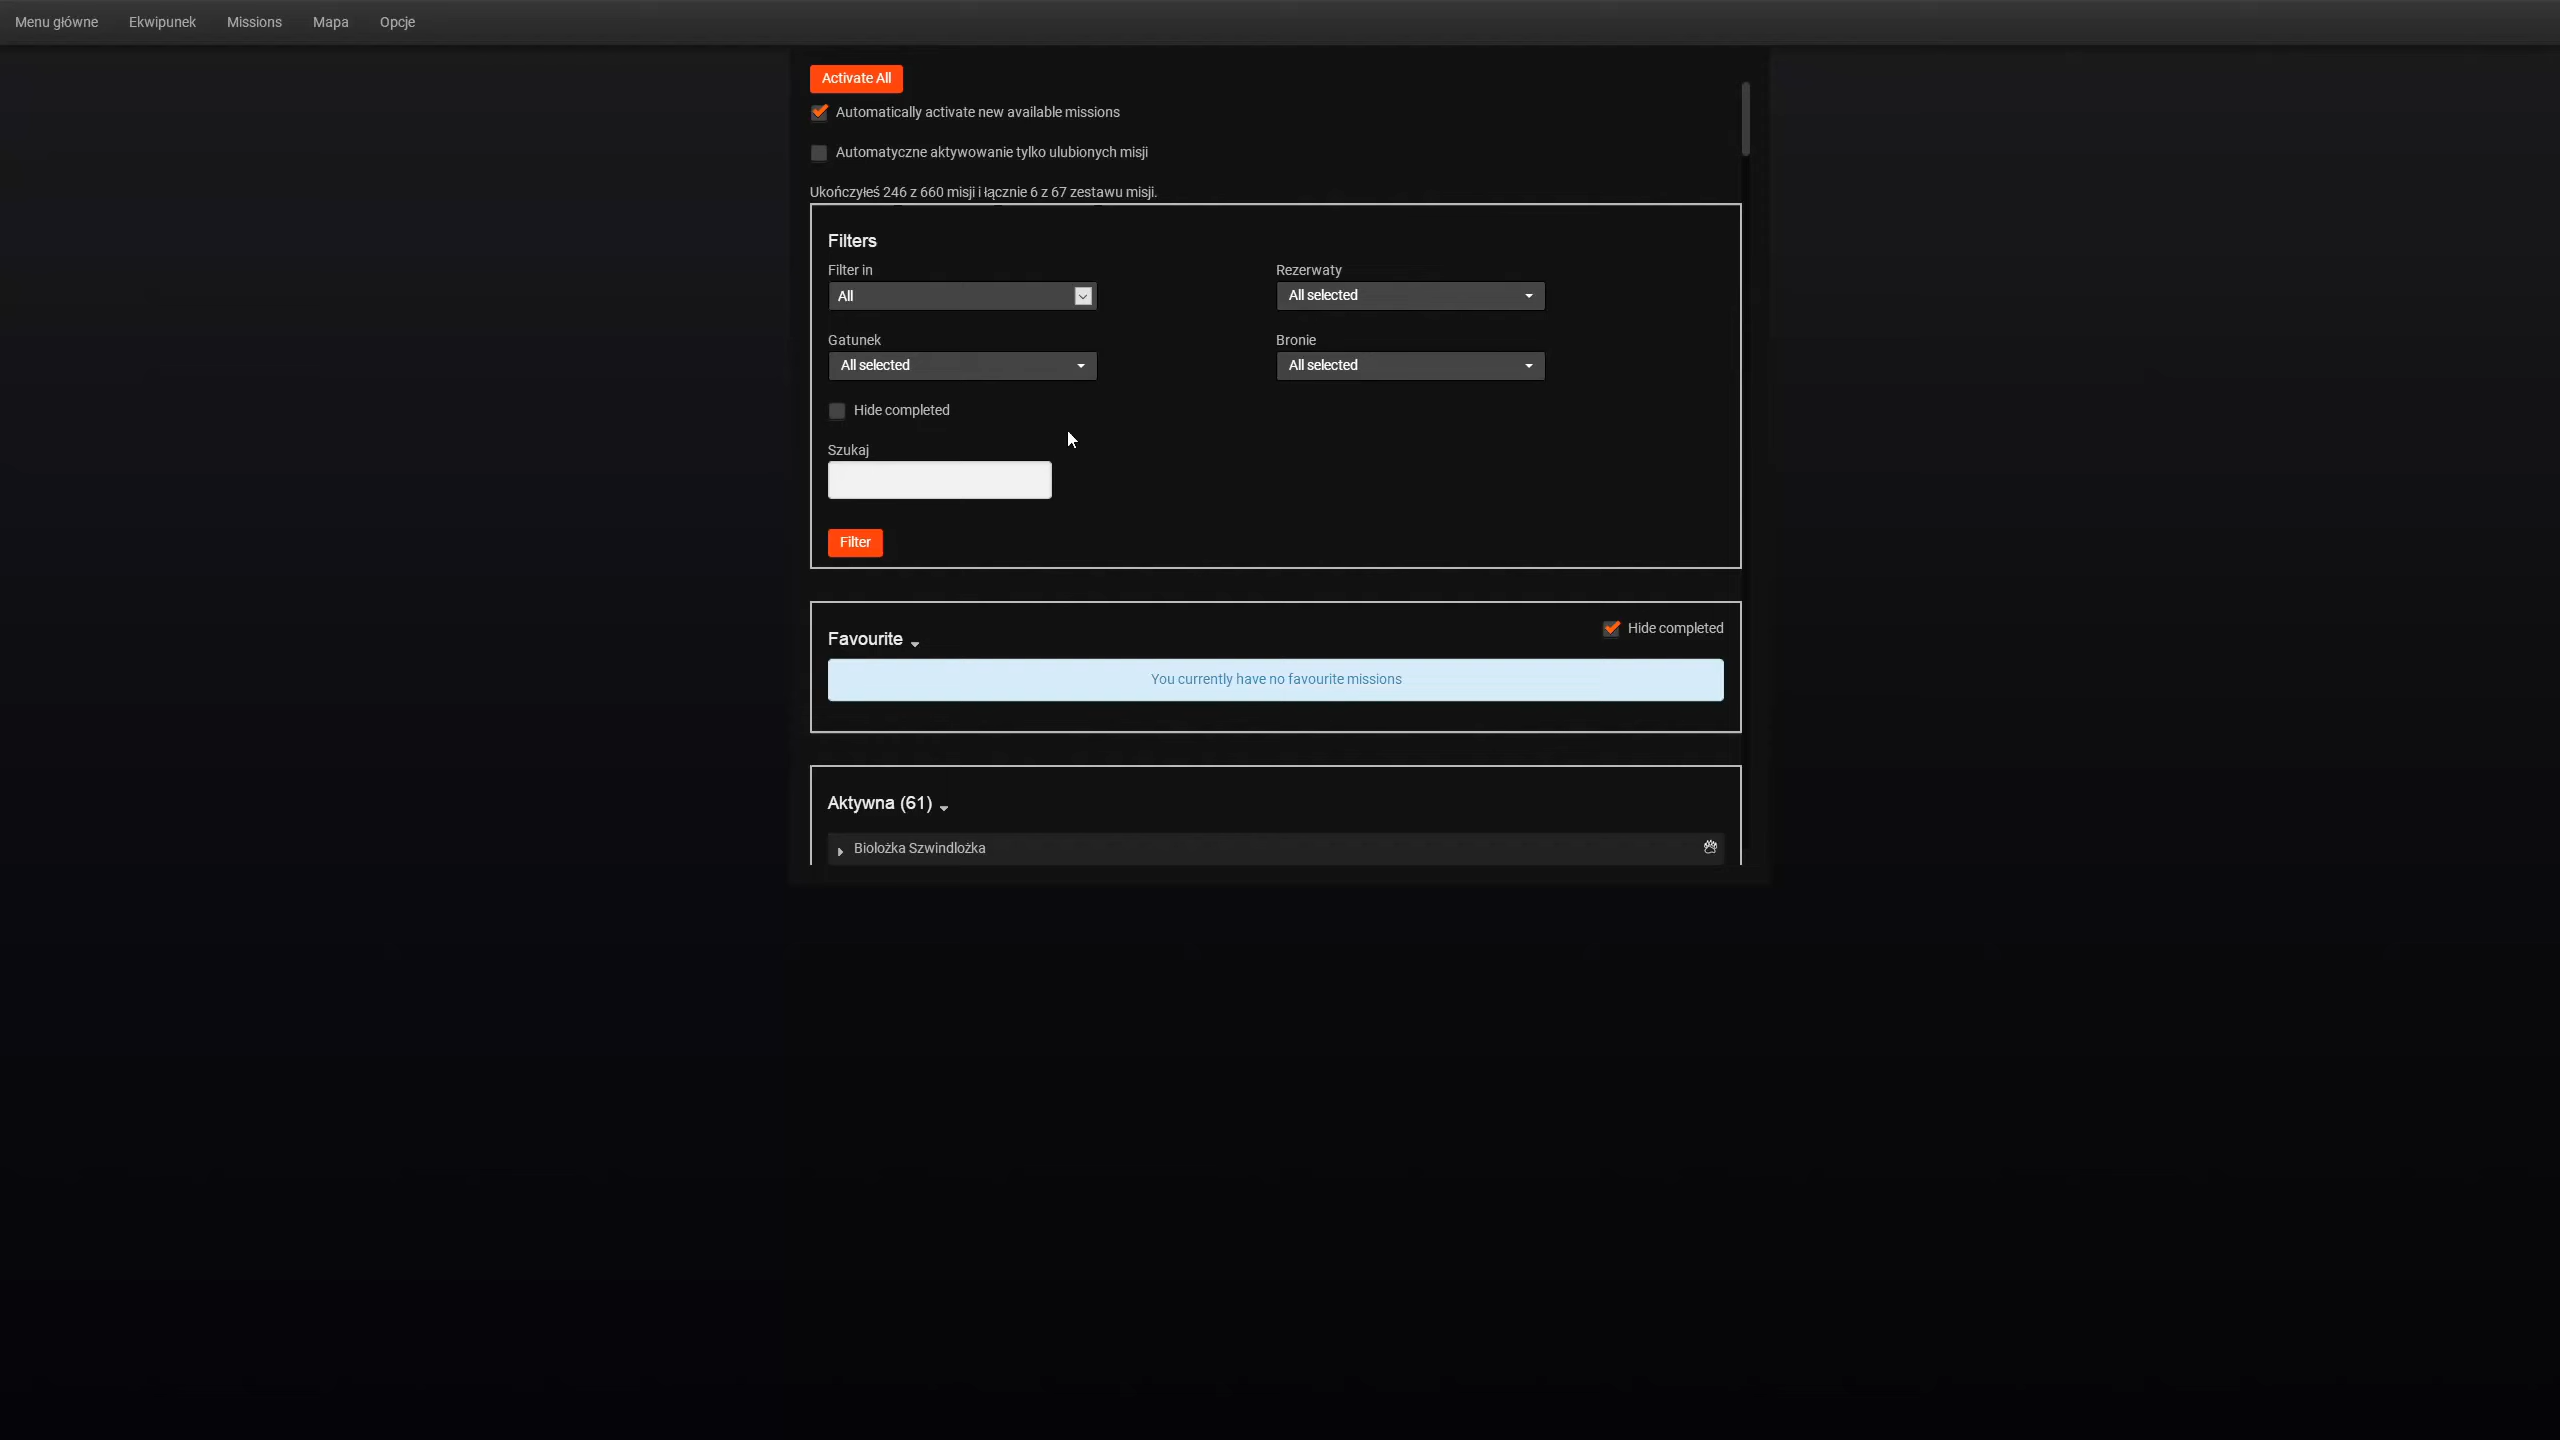 Menu główne Ekwipunek Missions Mapa Opcje
Activate All
Automatically activate new available missions
Automatyczne aktywowanie tylko ulubionych misji
Ukończyłeś 246 z 660 misji i łącznie 6 z 67 zestawu misji.
Filters
Filter in Rezerwaty
All All selected
Gatunek Bronie
All selected All selected
Hide completed
Szukaj
Filter
Favourite Hide completed
You currently have no favourite missions
Aktywna (61)
Biolożka Szwindlożka